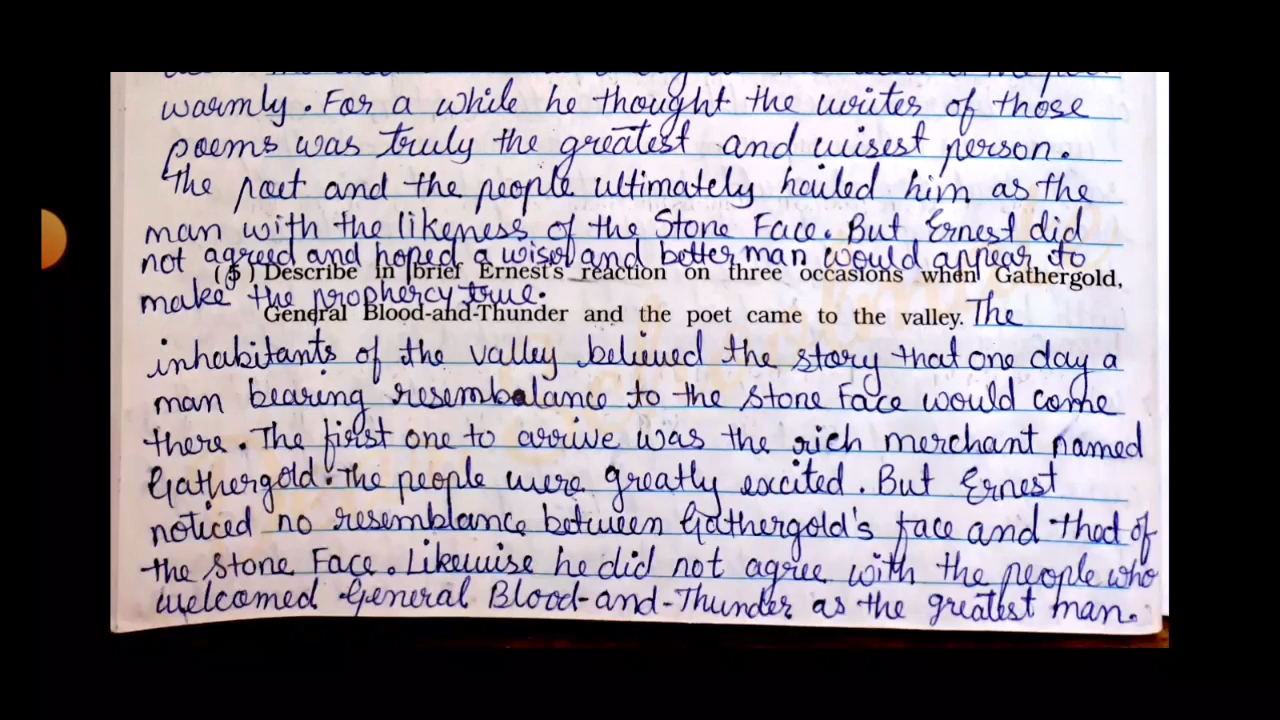 warmly. For a while he thought the writes of those
poems was truly the greatest and wisest person.
The poet and the people ultimately hailed him as the
man with the likeness of the Stone Face. But Ernest did
not agreed and hoped a wiser and better man would appear to
(5) Describe in brief Ernest's reaction on three occasions when Gathergold,
make the prophercy true.
General Blood-and-Thunder and the poet came to the valley. The
inhabitants of the valley believed the story that one day a
man bearing resembalance to the Stone Face would come
there. The first one to arrive was the rich merchant named
Gathergold. The people were greatly excited. But Ernest
noticed no resemblance between Gathergold's face and that of
the Stone Face. Likewise he did not agree with the people who
welcomed General Blood-and-Thunder as the greatest man.